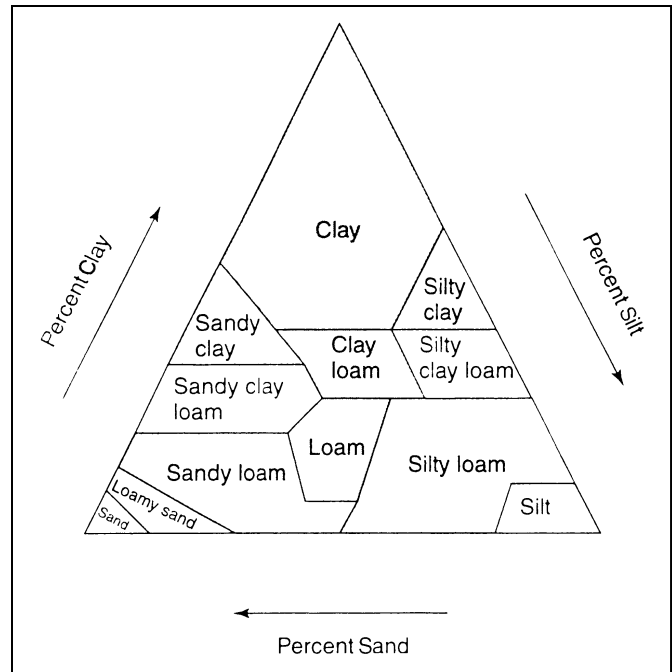 Clay
Percent Clay
Percent Silt
Silty
clay
Sandy
clay
Clay
loam
Silty
clay loam
Sandy clay
loam
Loam
Sandy loam
Silty loam
Loamy sand
Sand
Silt
Percent Sand